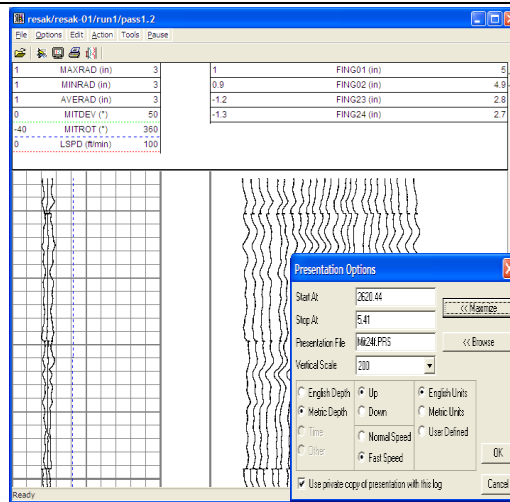 resak/resak-01/run1/pass1.2
File Options Edit Action Tools Pause
1 MAXRAD (in) 3 1 FING01 (in) 5
1 MINRAD (in) 3 0.9 FING02 (in) 4.9
1 AVERAD (in) 3 -1.2 FING23 (in) 2.8
0 MITDEV (°) 50 -1.3 FING24 (in) 2.7
-40 MITROT (°) 360
0 LSPD (ft/min) 100
Presentation Options
Start At 2620.44 << Maximize
Stop At 5.41
Presentation File Mit24f.PRS << Browse
Vertical Scale 200
English Depth Up English Units
Metric Depth Down Metric Units
Time Normal Speed User Defined
Other Fast Speed OK
Use private copy of presentation with this log Cancel
Ready